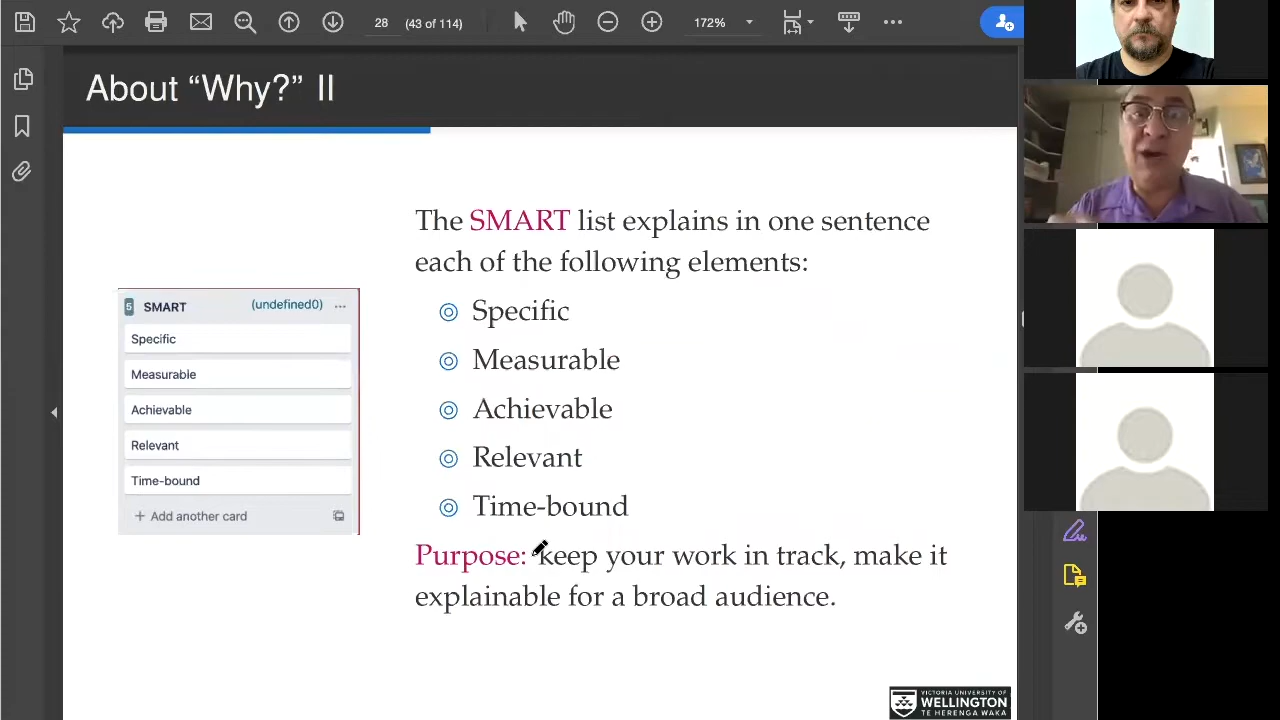 28 (43 of 114) 172%
About “Why?” II
The SMART list explains in one sentence
each of the following elements:
Specific
Measurable
Achievable
Relevant
Time-bound
Purpose: keep your work in track, make it
explainable for a broad audience.
5 SMART (undefined0) ...
Specific
Measurable
Achievable
Relevant
Time-bound
+ Add another card
VICTORIA UNIVERSITY OF
WELLINGTON
TE HERENGA WAKA